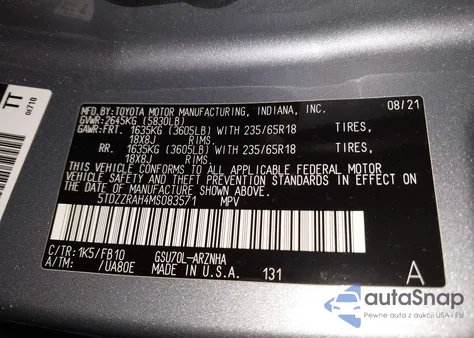 MFD.BY:TOYOTA MOTOR MANUFACTURING, INDIANA, INC. 08/21
GVWR: 2645KG (5830LB)
GAWR:FRT. 1635KG (3605LB) WITH 235/65R18 TIRES,
18X8J RIMS.
RR. 1635KG (3605LB) WITH 235/65R18 TIRES,
18X8J RIMS.
THIS VEHICLE CONFORMS TO ALL APPLICABLE FEDERAL MOTOR
VEHICLE SAFETY AND THEFT PREVENTION STANDARDS IN EFFECT ON THE
DATE OF MANUFACTURE SHOWN ABOVE.
5TDZZRAH4MS083571 MPV
C/TR: 1K5/FB10 GSU70L-ARZNHA
A/TM: /UA80E MADE IN U.S.A. 131 A
TT
autoSnap
Pewne auta z aukcji USA i EU